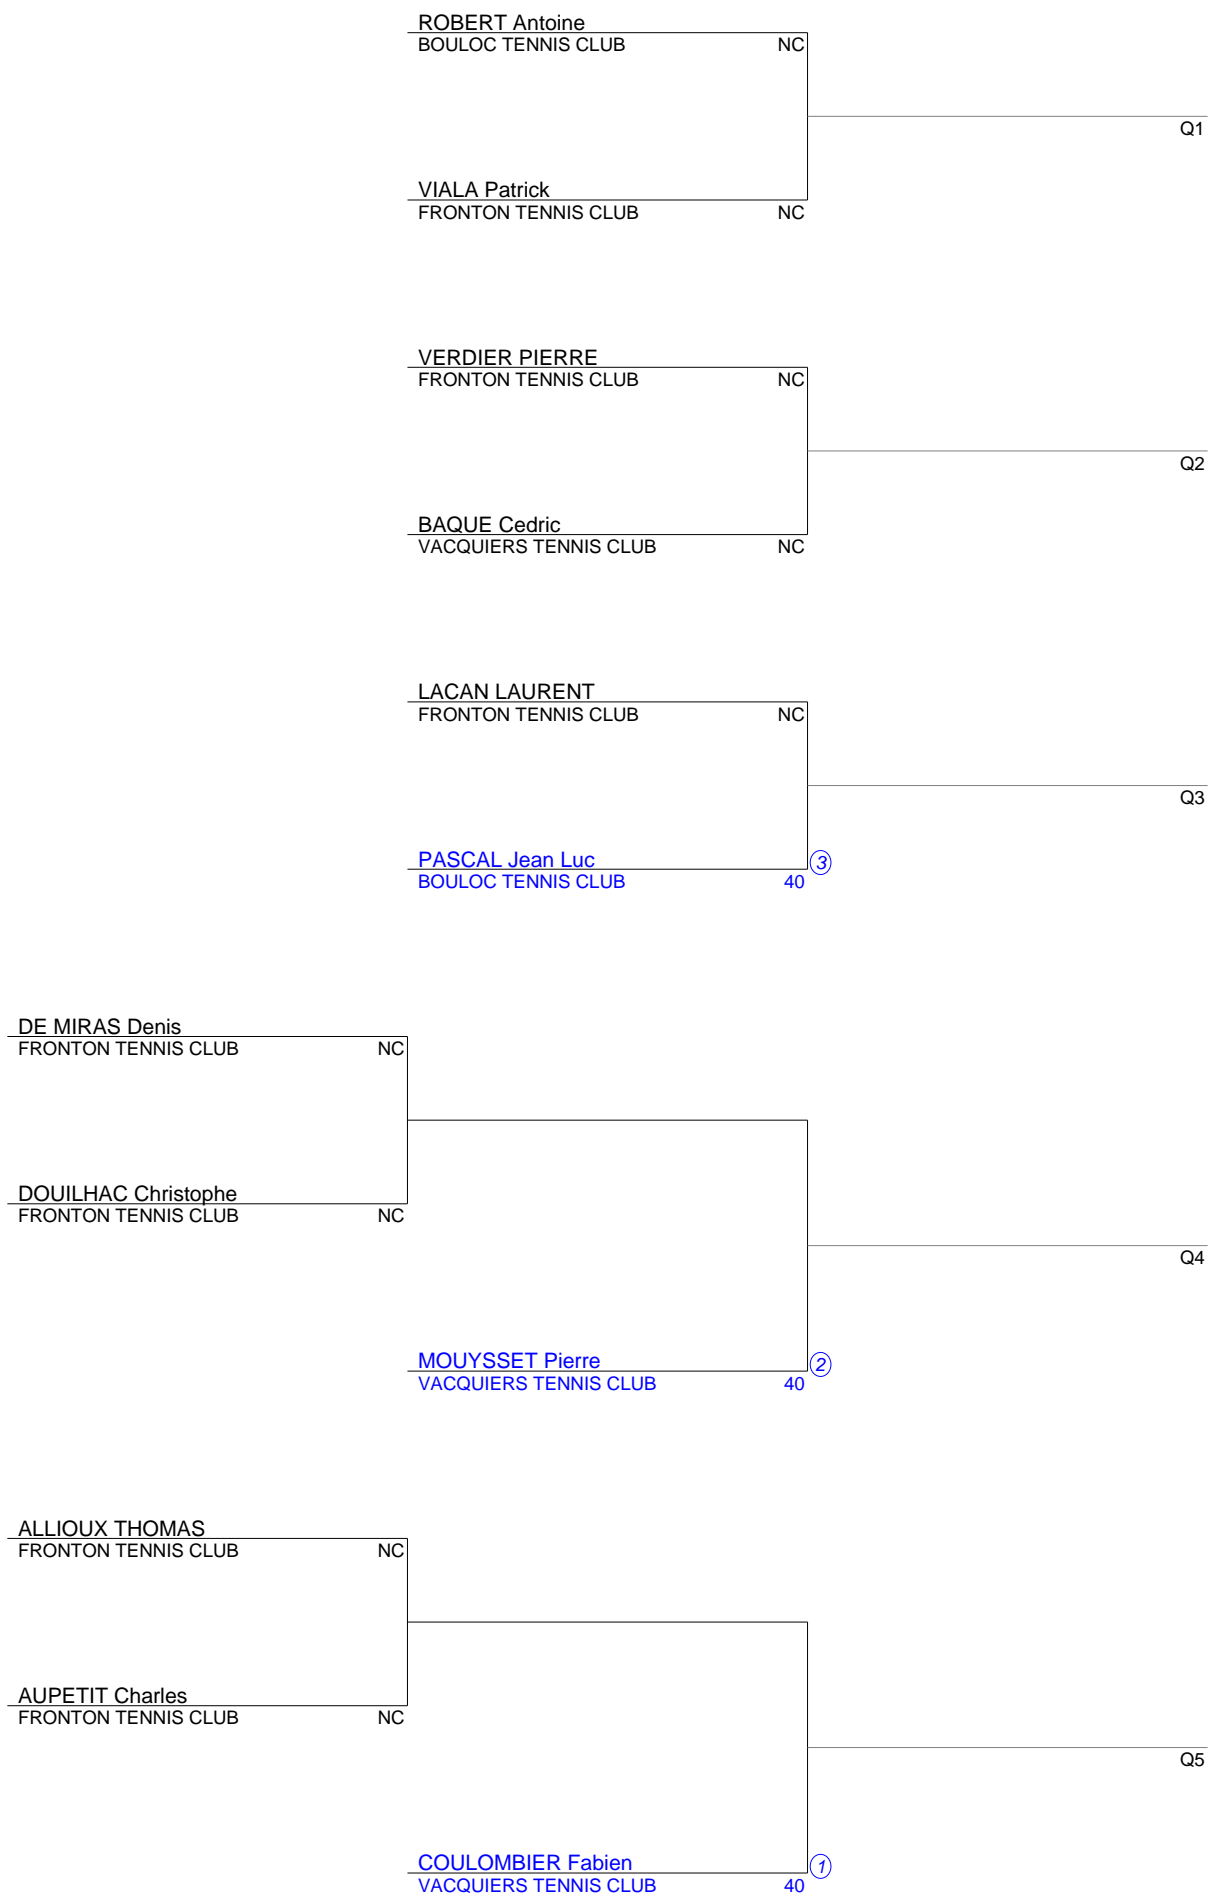 ROBERT Antoine
BOULOC TENNIS CLUB NC
Q1
VIALA Patrick
FRONTON TENNIS CLUB NC
VERDIER PIERRE
FRONTON TENNIS CLUB NC
Q2
BAQUE Cedric
VACQUIERS TENNIS CLUB NC
LACAN LAURENT
FRONTON TENNIS CLUB NC
Q3
PASCAL Jean Luc 3
BOULOC TENNIS CLUB 40
DE MIRAS Denis
FRONTON TENNIS CLUB NC
DOUILHAC Christophe
FRONTON TENNIS CLUB NC
Q4
MOUYSSET Pierre 2
VACQUIERS TENNIS CLUB 40
ALLIOUX THOMAS
FRONTON TENNIS CLUB NC
AUPETIT Charles
FRONTON TENNIS CLUB NC
Q5
COULOMBIER Fabien 1
VACQUIERS TENNIS CLUB 40